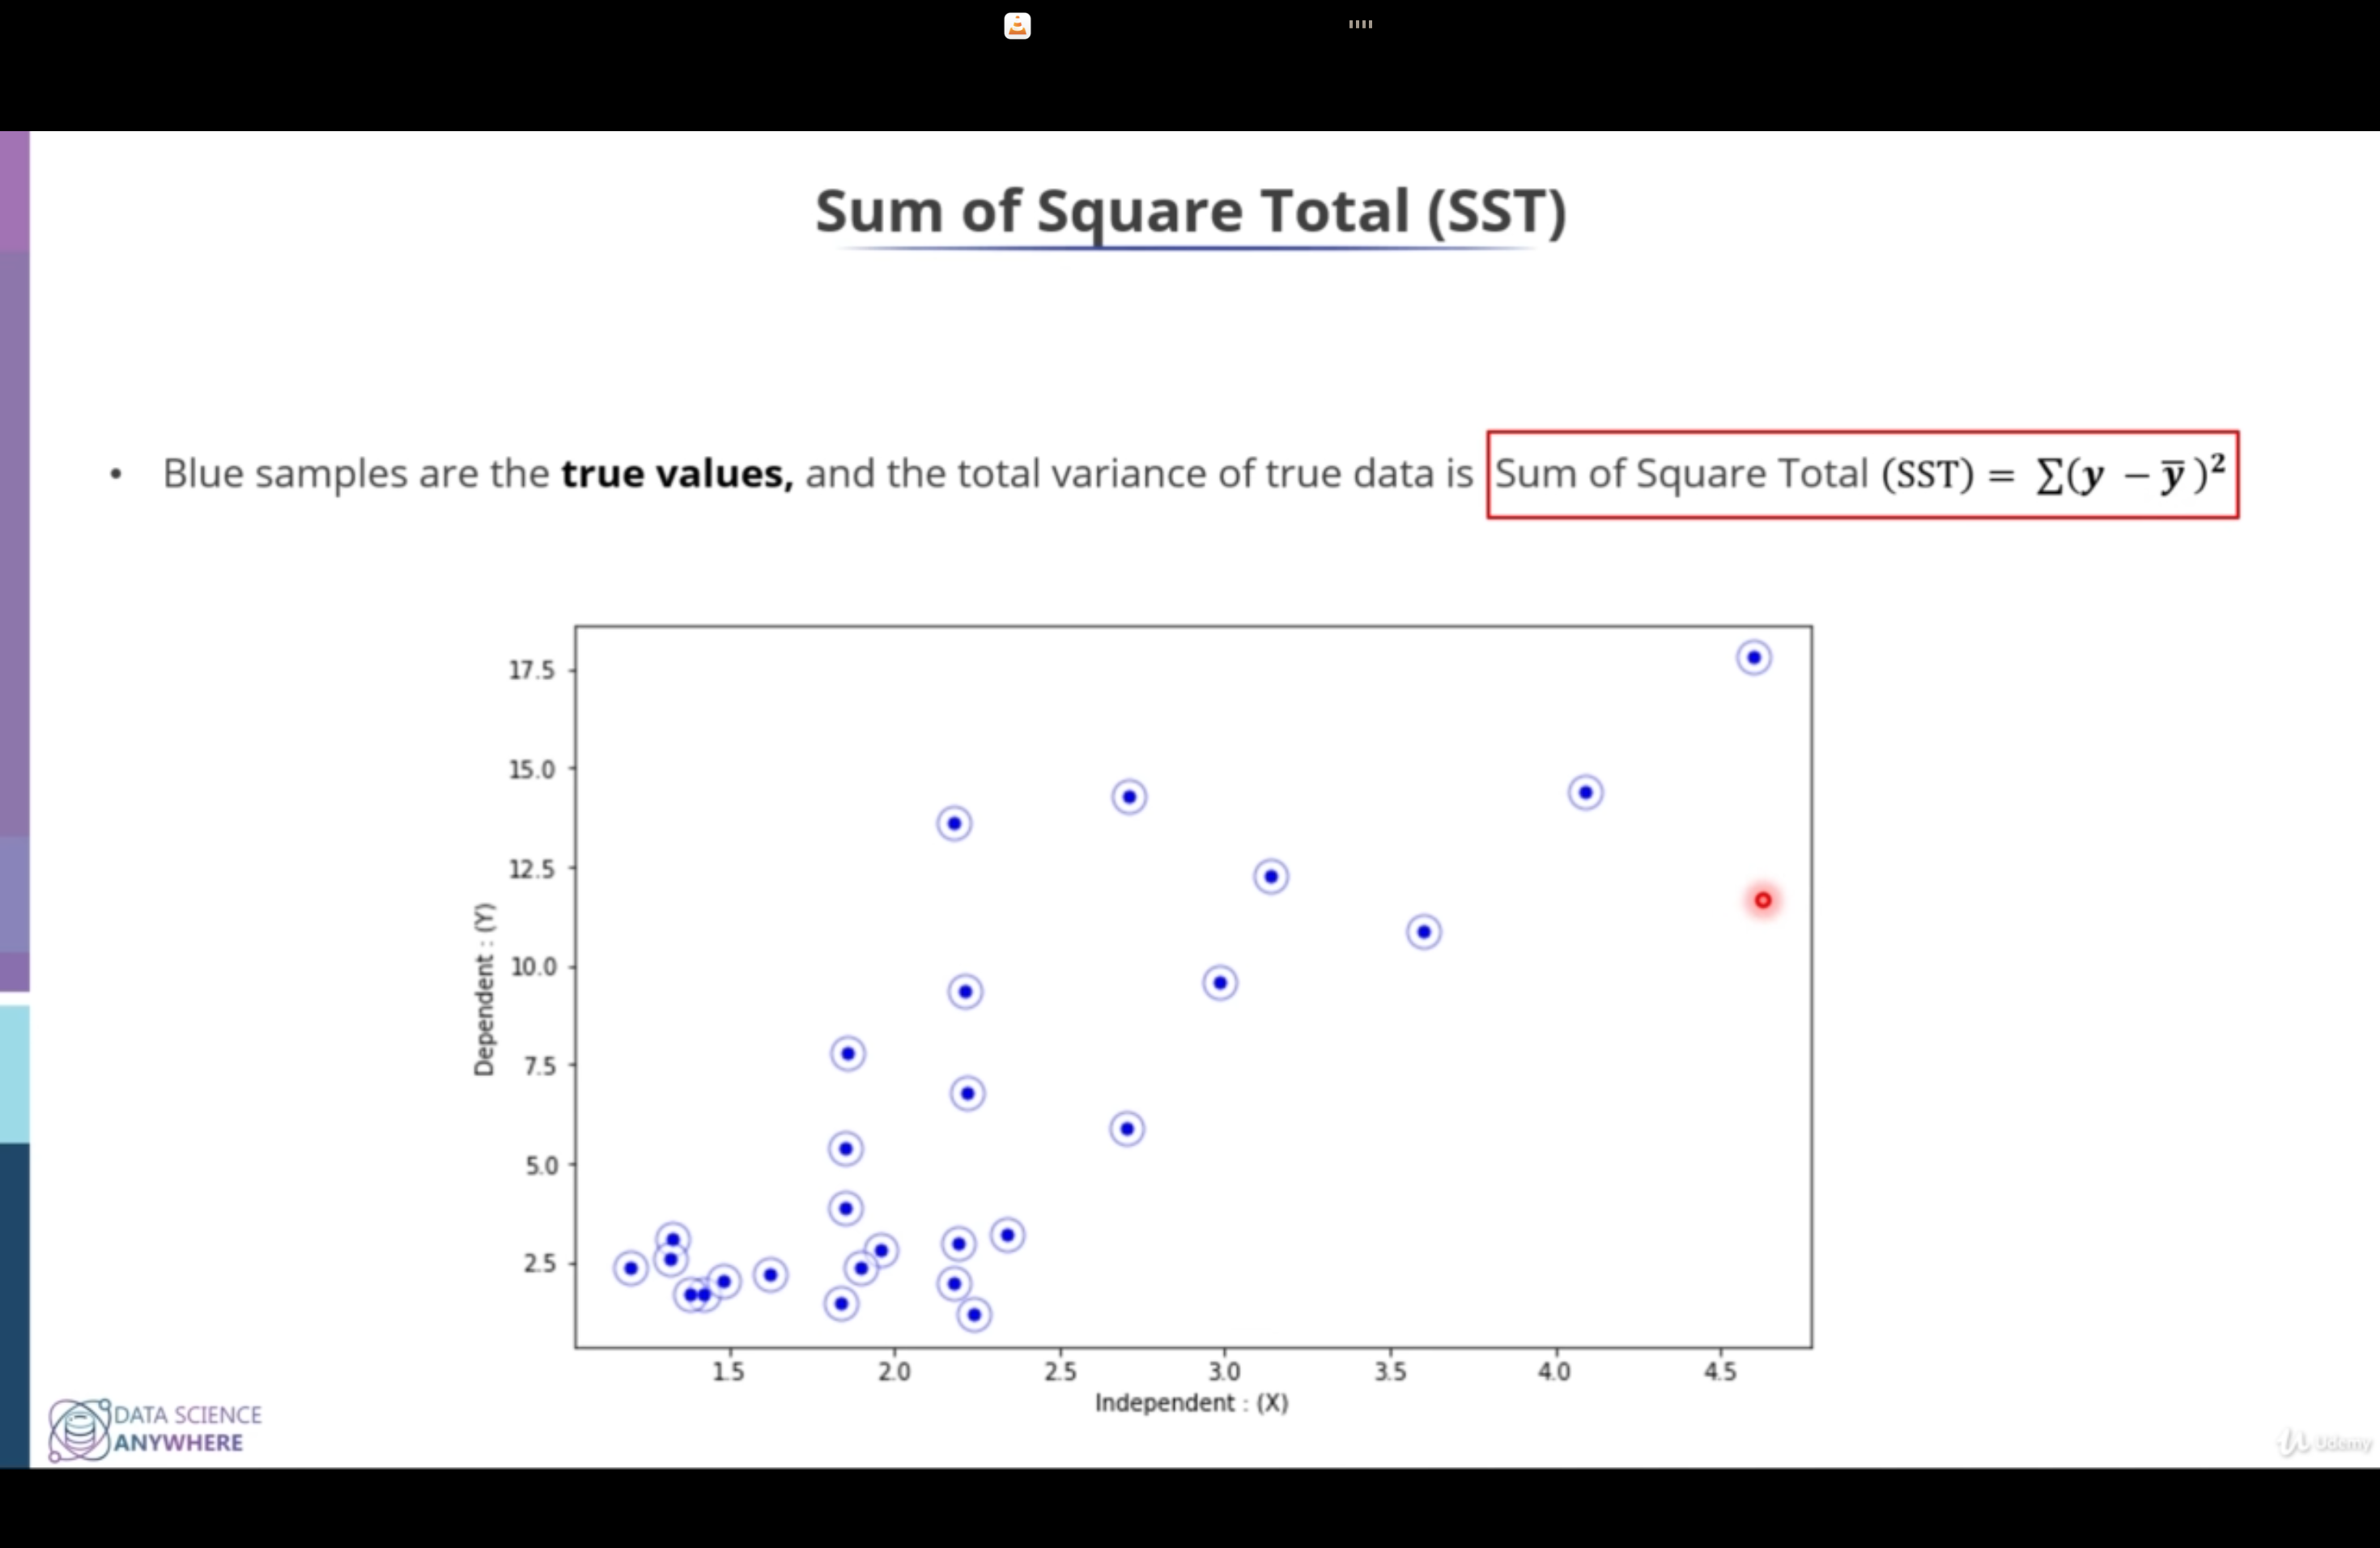 Sum of Square Total (SST)
• Blue samples are the true values, and the total variance of true data is Sum of Square Total (SST) = ∑(y − y̅ )²
17.5
15.0
12.5
10.0
7.5
5.0
2.5
Dependent : (Y)
1.5 2.0 2.5 3.0 3.5 4.0 4.5
Independent : (X)
DATA SCIENCE
ANYWHERE
Udemy